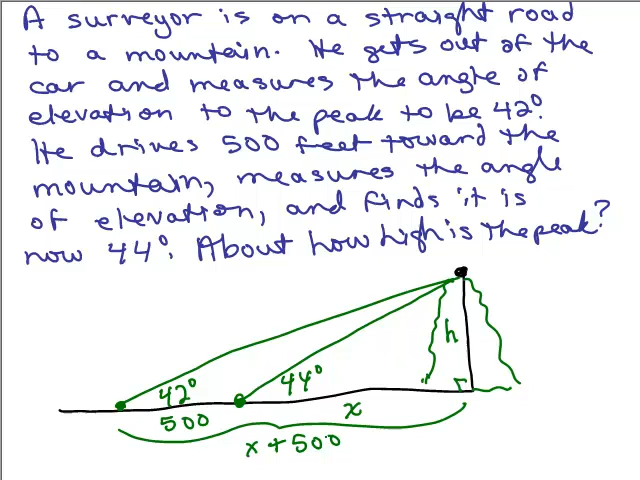 A surveyor is on a straight road
to a mountain. He gets out of the
car and measures the angle of
elevation to the peak to be 42°.
He drives 500 feet toward the
mountain, measures the angle
of elevation, and finds it is
now 44°. About how high is the peak?
h
42°
44°
500
x
x + 500